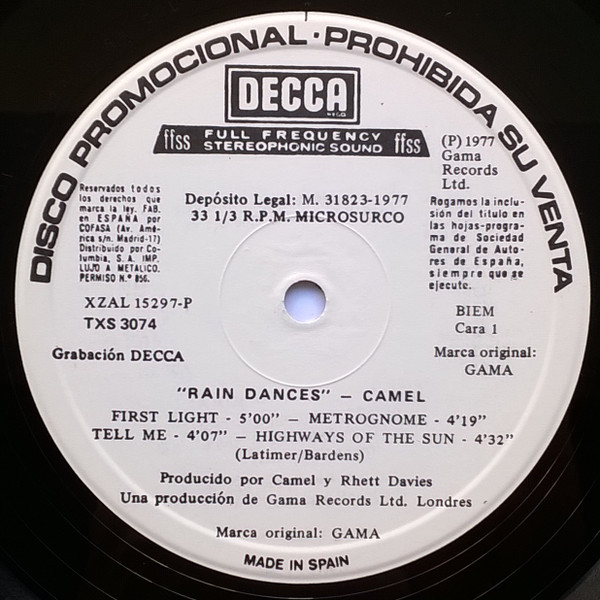 DISCO PROMOCIONAL · PROHIBIDA SU VENTA
DECCA
ffss FULL FREQUENCY ffss
STEREOPHONIC SOUND
(P) 1977
Gama
Records
Ltd.
Reservados todos
los derechos que
marca la ley. FAB.
en ESPAÑA por
COFASA (Av. Amé-
rica s/n. Madrid-17)
Distribuido por Co-
lumbia, S. A. IMP.
LUJO A METALICO.
PERMISO N.º 856.
Depósito Legal: M. 31823-1977
33 1/3 R.P.M. MICROSURCO
Rogamos la inclu-
sión del título en
las hojas-progra-
ma de Sociedad
General de Auto-
res de España,
siempre que se
ejecute.
XZAL 15297-P
TXS 3074
BIEM
Cara 1
Grabación DECCA
Marca original:
GAMA
"RAIN DANCES" — CAMEL
FIRST LIGHT - 5'00" — METROGNOME - 4'19"
TELL ME - 4'07" — HIGHWAYS OF THE SUN - 4'32"
(Latimer/Bardens)
Producido por Camel y Rhett Davies
Una producción de Gama Records Ltd. Londres
Marca original: GAMA
MADE IN SPAIN